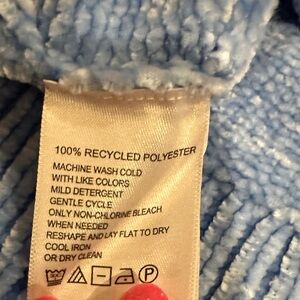 100% RECYCLED POLYESTER
MACHINE WASH COLD
WITH LIKE COLORS
MILD DETERGENT
GENTLE CYCLE
ONLY NON-CHLORINE BLEACH
WHEN NEEDED
RESHAPE AND LAY FLAT TO DRY
COOL IRON
OR DRY CLEAN